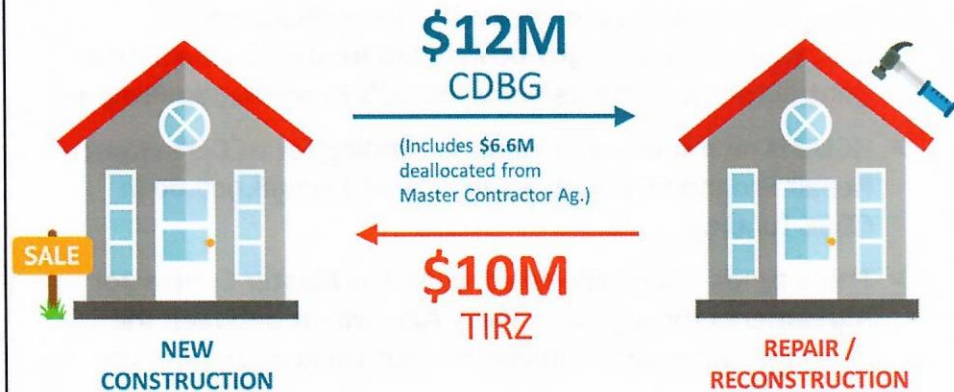 $12M
CDBG
(Includes $6.6M
deallocated from
Master Contractor Ag.)
SALE
$10M
TIRZ
NEW
CONSTRUCTION
REPAIR /
RECONSTRUCTION